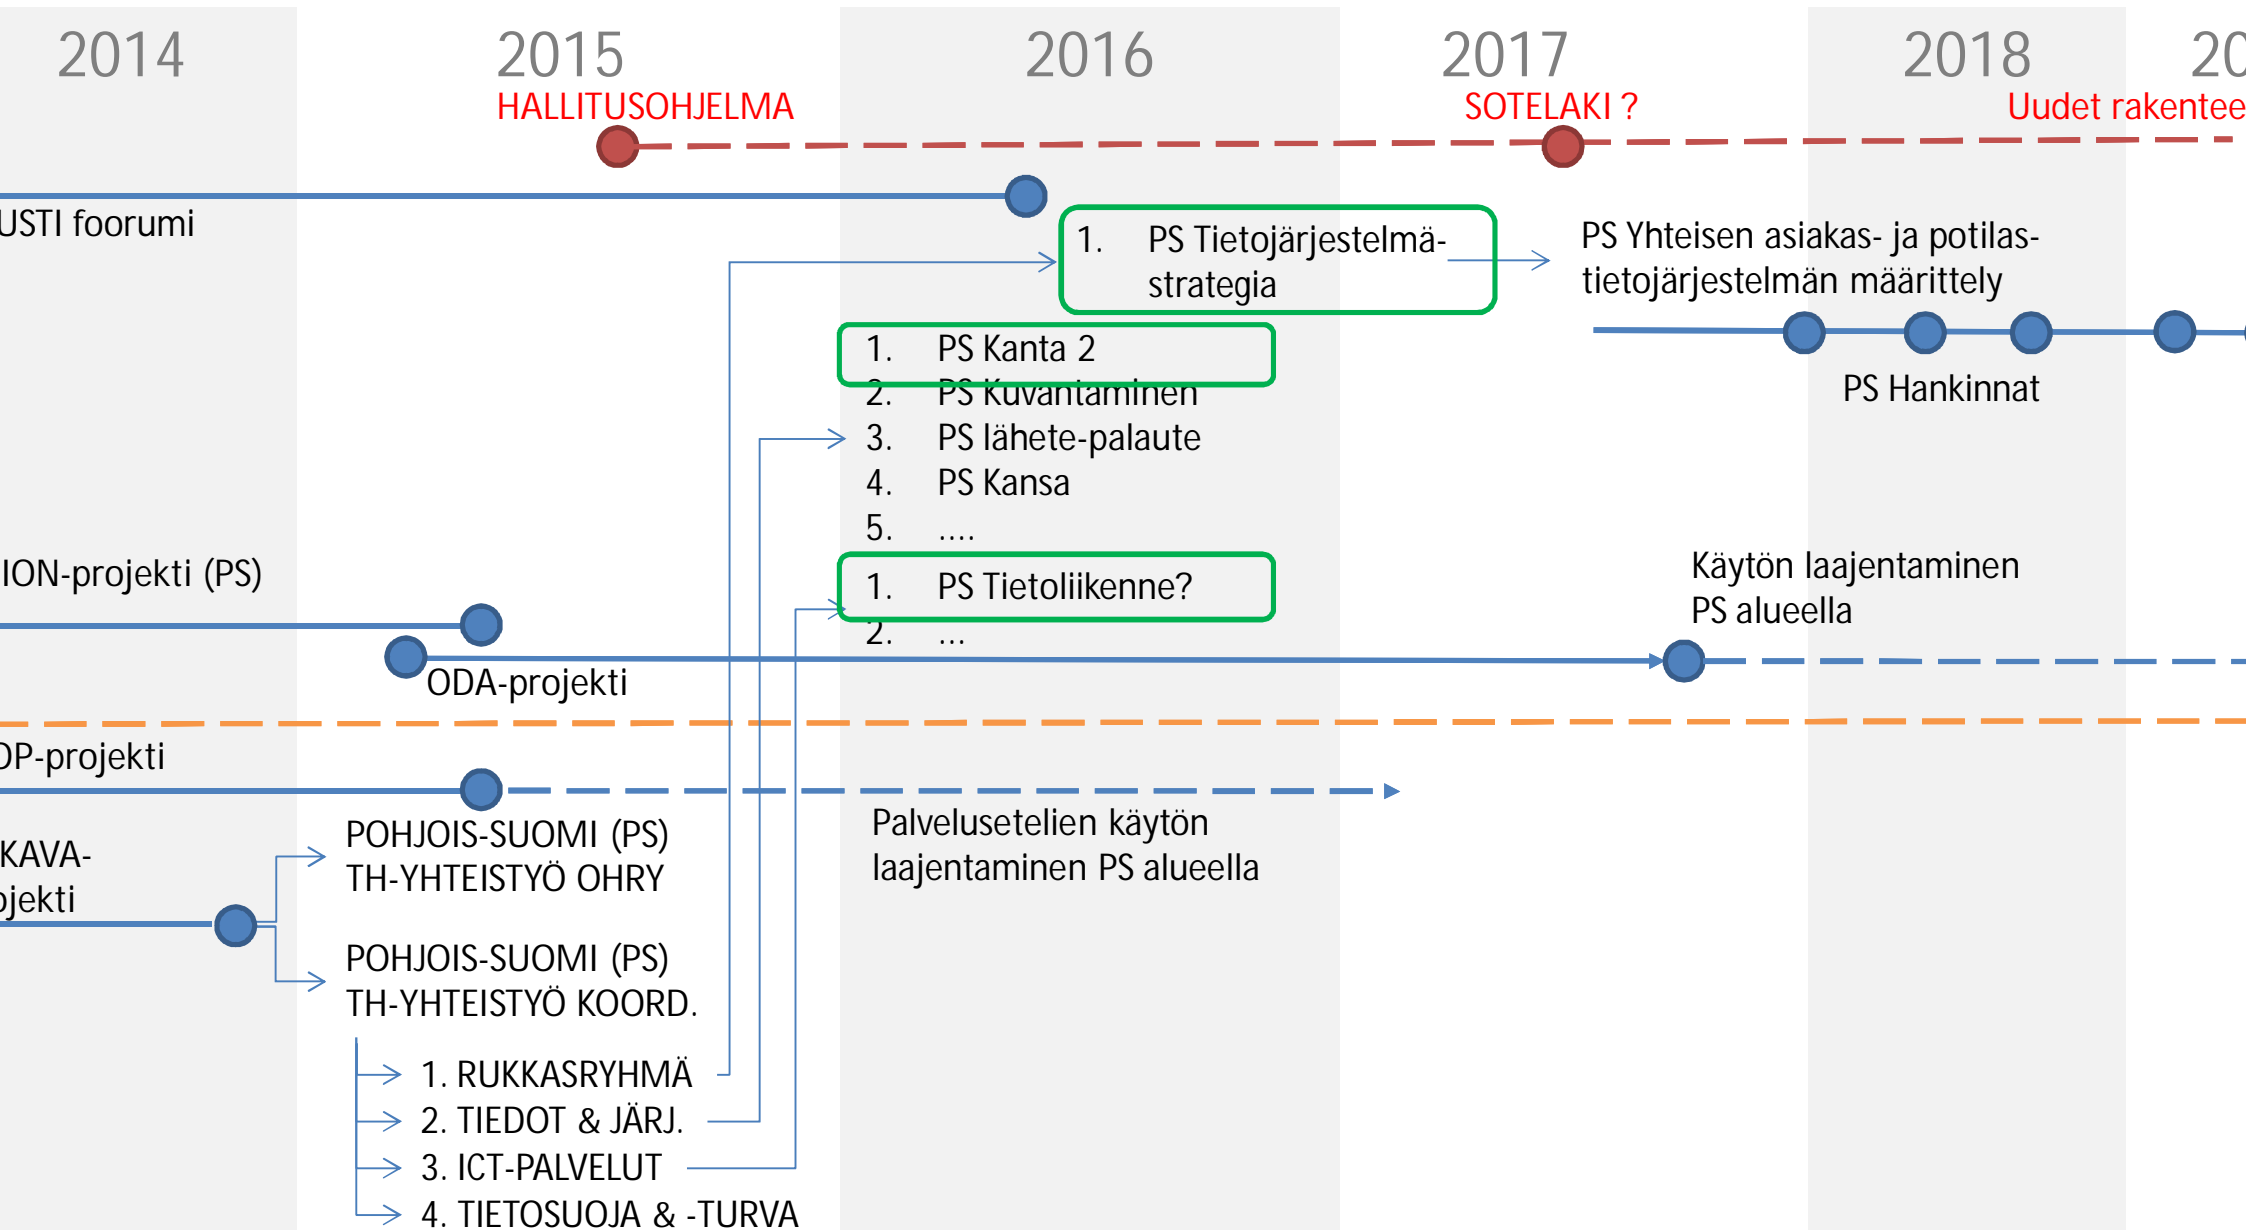 2014 2015 2016 2017 2018 20
HALLITUSOHJELMA SOTELAKI ? Uudet rakentee
USTI foorumi
1. PS Tietojärjestelmä-
strategia
PS Yhteisen asiakas- ja potilas-
tietojärjestelmän määrittely
1. PS Kanta 2
2. PS Kuvantaminen
3. PS lähete-palaute
4. PS Kansa
5. ....
PS Hankinnat
ION-projekti (PS)
1. PS Tietoliikenne?
2. ...
Käytön laajentaminen
PS alueella
ODA-projekti
OP-projekti
Palvelusetelien käytön
laajentaminen PS alueella
KAVA-
ojekti
POHJOIS-SUOMI (PS)
TH-YHTEISTYÖ OHRY
POHJOIS-SUOMI (PS)
TH-YHTEISTYÖ KOORD.
1. RUKKASRYHMÄ
2. TIEDOT & JÄRJ.
3. ICT-PALVELUT
4. TIETOSUOJA & -TURVA